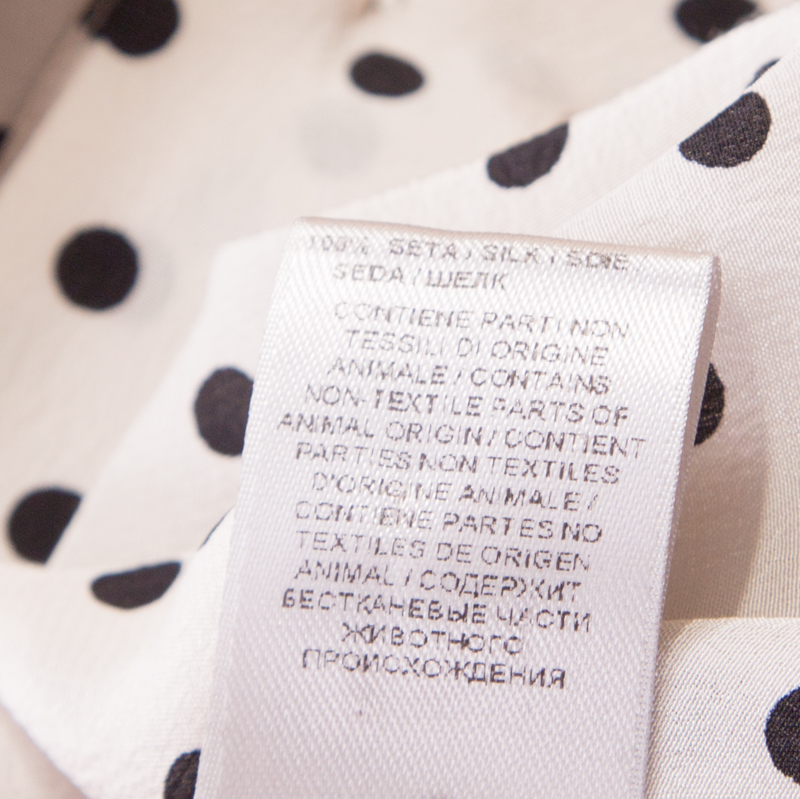 100% SETA / SILK / SOIE /
SEDA / ШЕЛК
CONTIENE PARTI NON
TESSILI DI ORIGINE
ANIMALE / CONTAINS
NON-TEXTILE PARTS OF
ANIMAL ORIGIN / CONTIENT
PARTIES NON TEXTILES
D'ORIGINE ANIMALE /
CONTIENE PARTES NO
TEXTILES DE ORIGEN
ANIMAL / СОДЕРЖИТ
БЕСТКАНЕВЫЕ ЧАСТИ
ЖИВОТНОГО
ПРОИСХОЖДЕНИЯ